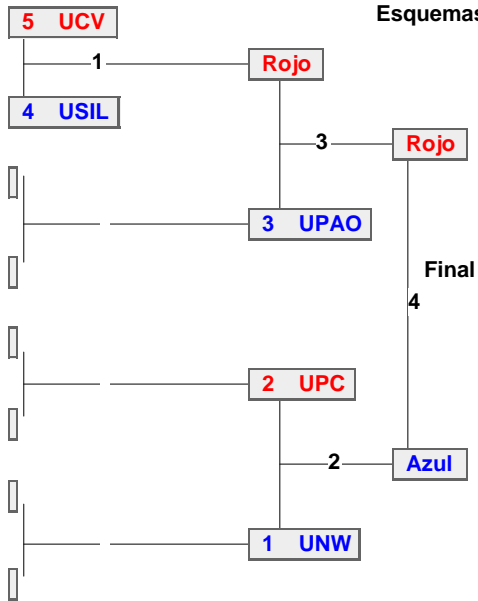 Esquemas
5 UCV
1
Rojo
4 USIL
3
Rojo
3 UPAO
Final
4
2 UPC
2
Azul
1 UNW